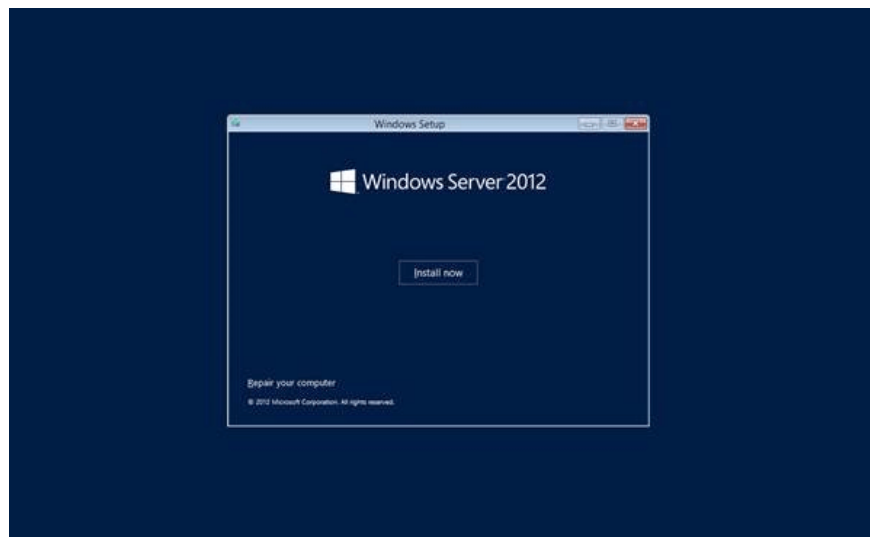 Windows Setup
Windows Server 2012
Install now
Repair your computer
© 2012 Microsoft Corporation. All rights reserved.